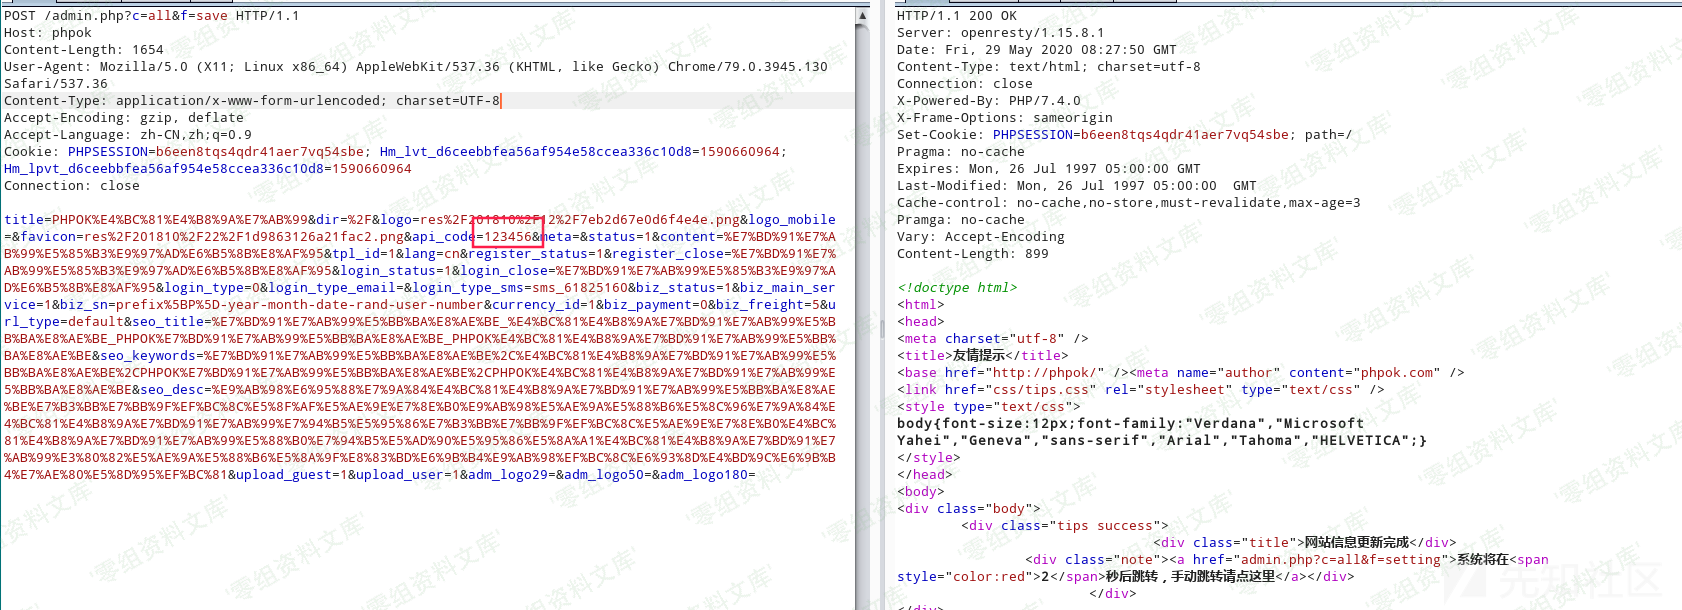 POST /admin.php?c=all&f=save HTTP/1.1
Host: phpok
Content-Length: 1654
User-Agent: Mozilla/5.0 (X11; Linux x86_64) AppleWebKit/537.36 (KHTML, like Gecko) Chrome/79.0.3945.130
Safari/537.36
Content-Type: application/x-www-form-urlencoded; charset=UTF-8
Accept-Encoding: gzip, deflate
Accept-Language: zh-CN,zh;q=0.9
Cookie: PHPSESSION=b6een8tqs4qdr41aer7vq54sbe; Hm_lvt_d6ceebbfea56af954e58ccea336c10d8=1590660964;
Hm_lpvt_d6ceebbfea56af954e58ccea336c10d8=1590660964
Connection: close
title=PHPOK%E4%BC%81%E4%B8%9A%E7%AB%99&dir=%2F&logo=res%2F201810%2F12%2F7eb2d67e0d6f4e4e.png&logo_mobile
=&favicon=res%2F201810%2F22%2F1d9863126a21fac2.png&api_code=123456&meta=&status=1&content=%E7%BD%91%E7%A
B%99%E5%85%B3%E9%97%AD%E6%B5%8B%E8%AF%95&tpl_id=1&lang=cn&register_status=1&register_close=%E7%BD%91%E7%
AB%99%E5%85%B3%E9%97%AD%E6%B5%8B%E8%AF%95&login_status=1&login_close=%E7%BD%91%E7%AB%99%E5%85%B3%E9%97%A
D%E6%B5%8B%E8%AF%95&login_type=0&login_type_email=&login_type_sms=sms_61825160&biz_status=1&biz_main_ser
vice=1&biz_sn=prefix%5BP%5D-year-month-date-rand-user-number&currency_id=1&biz_payment=0&biz_freight=5&u
rl_type=default&seo_title=%E7%BD%91%E7%AB%99%E5%BB%BA%E8%AE%BE_%E4%BC%81%E4%B8%9A%E7%BD%91%E7%AB%99%E5%B
B%BA%E8%AE%BE_PHPOK%E7%BD%91%E7%AB%99%E5%BB%BA%E8%AE%BE_PHPOK%E4%BC%81%E4%B8%9A%E7%BD%91%E7%AB%99%E5%BB%
BA%E8%AE%BE&seo_keywords=%E7%BD%91%E7%AB%99%E5%BB%BA%E8%AE%BE%2C%E4%BC%81%E4%B8%9A%E7%BD%91%E7%AB%99%E5%
BB%BA%E8%AE%BE%2CPHPOK%E7%BD%91%E7%AB%99%E5%BB%BA%E8%AE%BE%2CPHPOK%E4%BC%81%E4%B8%9A%E7%BD%91%E7%AB%99%E
5%BB%BA%E8%AE%BE&seo_desc=%E9%AB%98%E6%95%88%E7%9A%84%E4%BC%81%E4%B8%9A%E7%BD%91%E7%AB%99%E5%BB%BA%E8%AE
%BE%E7%B3%BB%E7%BB%9F%EF%BC%8C%E5%8F%AF%E5%AE%9E%E7%8E%B0%E9%AB%98%E5%AE%9A%E5%88%B6%E5%8C%96%E7%9A%84%E
4%BC%81%E4%B8%9A%E7%BD%91%E7%AB%99%E7%94%B5%E5%95%86%E7%B3%BB%E7%BB%9F%EF%BC%8C%E5%AE%9E%E7%8E%B0%E4%BC%
81%E4%B8%9A%E7%BD%91%E7%AB%99%E5%88%B0%E7%94%B5%E5%AD%90%E5%95%86%E5%8A%A1%E4%BC%81%E4%B8%9A%E7%BD%91%E7
%AB%99%E3%80%82%E5%AE%9A%E5%88%B6%E5%8A%9F%E8%83%BD%E6%9B%B4%E9%AB%98%EF%BC%8C%E6%93%8D%E4%BD%9C%E6%9B%B
4%E7%AE%80%E5%8D%95%EF%BC%81&upload_guest=1&upload_user=1&adm_logo29=&adm_logo50=&adm_logo180=
HTTP/1.1 200 OK
Server: openresty/1.15.8.1
Date: Fri, 29 May 2020 08:27:50 GMT
Content-Type: text/html; charset=utf-8
Connection: close
X-Powered-By: PHP/7.4.0
X-Frame-Options: sameorigin
Set-Cookie: PHPSESSION=b6een8tqs4qdr41aer7vq54sbe; path=/
Pragma: no-cache
Expires: Mon, 26 Jul 1997 05:00:00 GMT
Last-Modified: Mon, 26 Jul 1997 05:00:00  GMT
Cache-control: no-cache,no-store,must-revalidate,max-age=3
Pramga: no-cache
Vary: Accept-Encoding
Content-Length: 899
<!doctype html>
<html>
<head>
<meta charset="utf-8" />
<title>友情提示</title>
<base href="http://phpok/" /><meta name="author" content="phpok.com" />
<link href="css/tips.css" rel="stylesheet" type="text/css" />
<style type="text/css">
body{font-size:12px;font-family:"Verdana","Microsoft
Yahei","Geneva","sans-serif","Arial","Tahoma","HELVETICA";}
</style>
</head>
<body>
<div class="body">
<div class="tips success">
<div class="title">网站信息更新完成</div>
<div class="note"><a href="admin.php?c=all&f=setting">系统将在<span
style="color:red">2</span>秒后跳转，手动跳转请点这里</a></div>
</div>
</div>
零组资料文库
先知社区